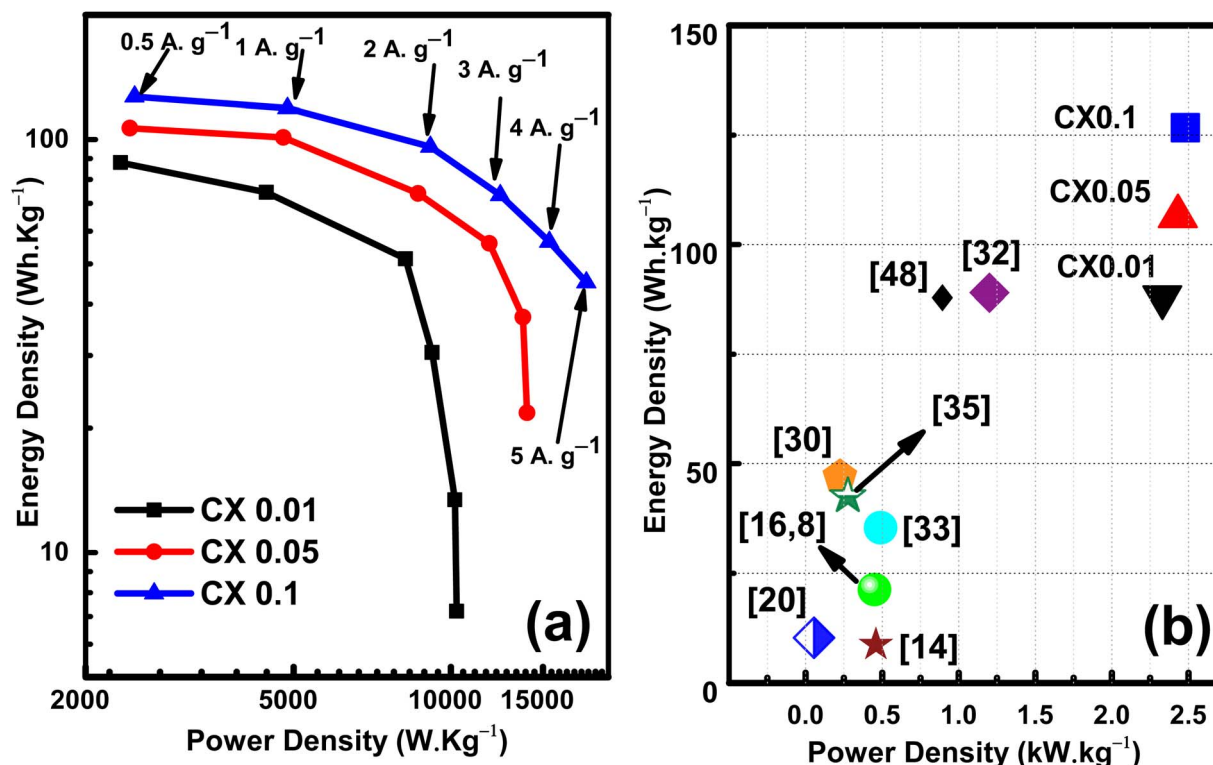 0.5 A. g⁻¹
1 A. g⁻¹
2 A. g⁻¹
3 A. g⁻¹
4 A. g⁻¹
5 A. g⁻¹
100
10
Energy Density (Wh.Kg⁻¹)
CX 0.01
CX 0.05
CX 0.1
(a)
2000 5000 10000 15000
Power Density (W.Kg⁻¹)
150
100
50
0
Energy Density (Wh.kg⁻¹)
CX0.1
CX0.05
CX0.01
[48]
[32]
[35]
[30]
[16,8]
[33]
[20]
[14]
(b)
0.0 0.5 1.0 1.5 2.0 2.5
Power Density (kW.kg⁻¹)